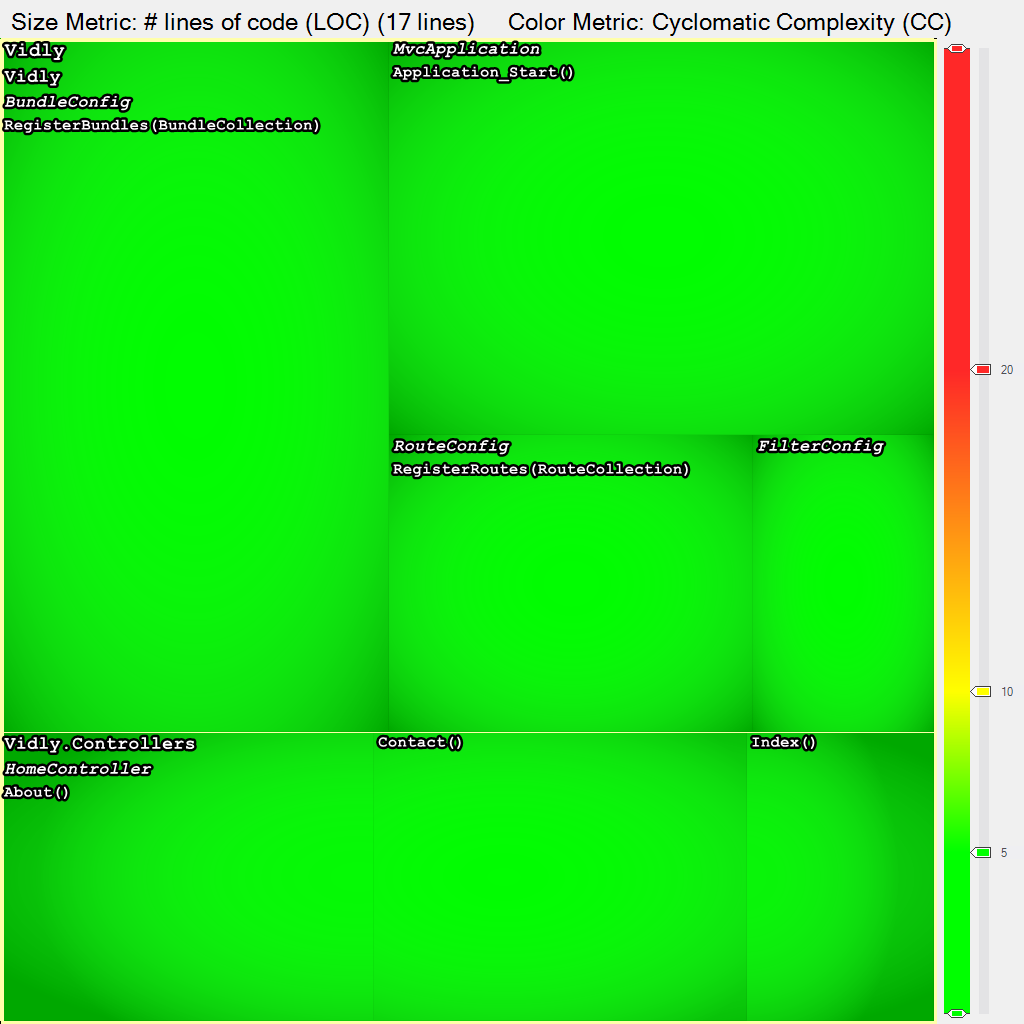 Size Metric: # lines of code (LOC) (17 lines) Color Metric: Cyclomatic Complexity (CC)
Vidly
Vidly
BundleConfig
RegisterBundles(BundleCollection)
MvcApplication
Application_Start()
RouteConfig
RegisterRoutes(RouteCollection)
FilterConfig
Vidly.Controllers
HomeController
About()
Contact()
Index()
20
10
5